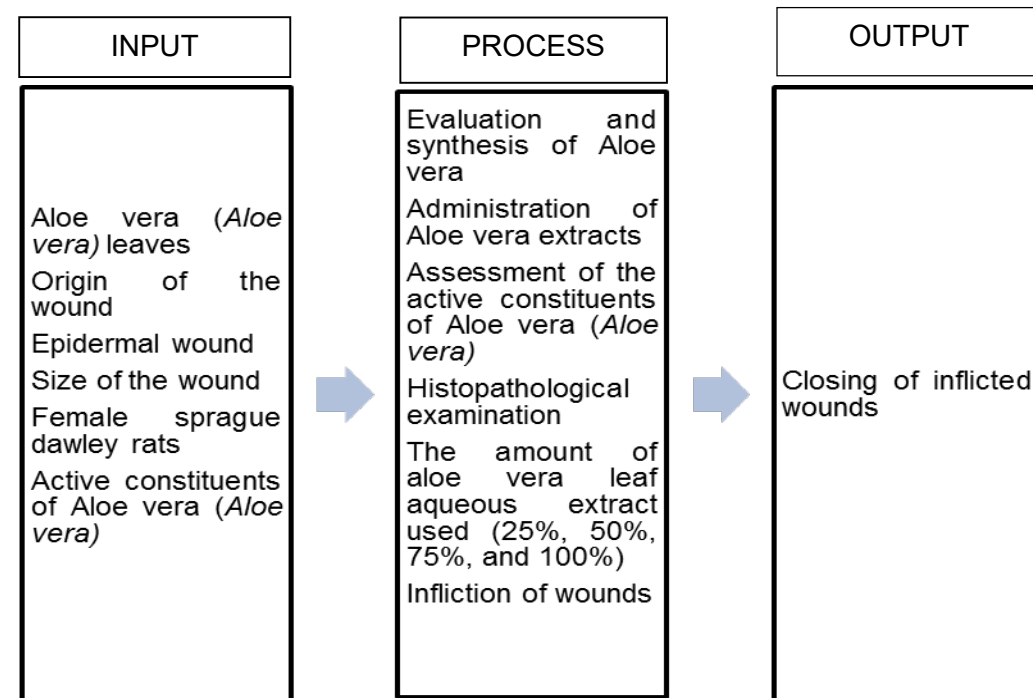 INPUT
Aloe vera (Aloe
vera) leaves
Origin of the
wound
Epidermal wound
Size of the wound
Female sprague
dawley rats
Active constituents
of Aloe vera (Aloe
vera)
PROCESS
Evaluation and
synthesis of Aloe
vera
Administration of
Aloe vera extracts
Assessment of the
active constituents
of Aloe vera (Aloe
vera)
Histopathological
examination
The amount of
aloe vera leaf
aqueous extract
used (25%, 50%,
75%, and 100%)
Infliction of wounds
OUTPUT
Closing of inflicted
wounds